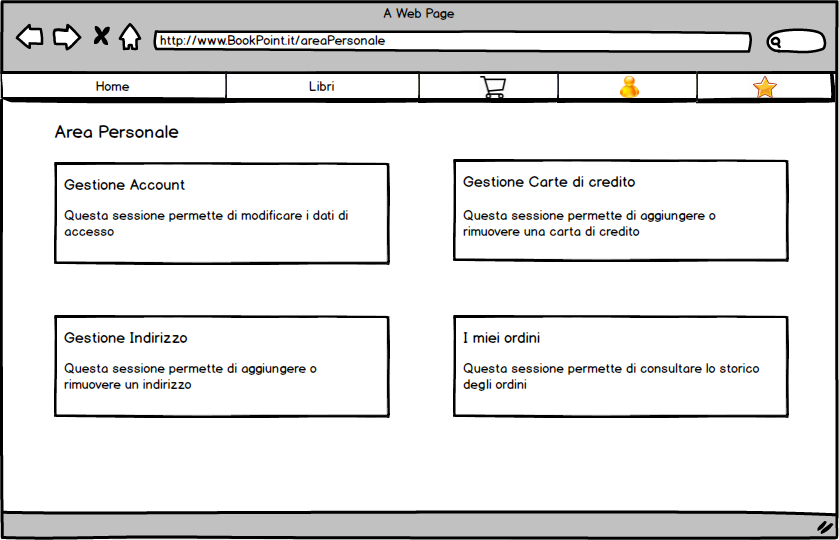 A Web Page
http://www.BookPoint.it/areaPersonale
Home
Libri
Area Personale
Gestione Account
Questa sessione permette di modificare i dati di
accesso
Gestione Carte di credito
Questa sessione permette di aggiungere o
rimuovere una carta di credito
Gestione Indirizzo
Questa sessione permette di aggiungere o
rimuovere un indirizzo
I miei ordini
Questa sessione permette di consultare lo storico
degli ordini